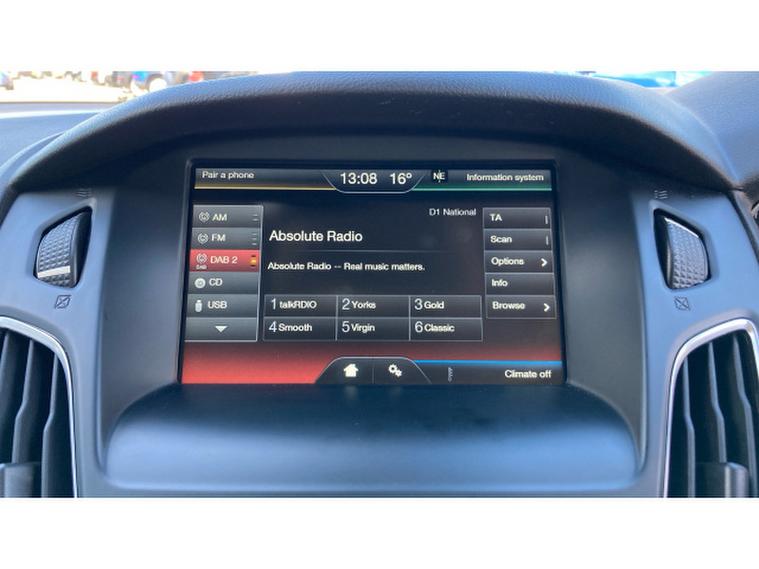 Pair a phone 13:08 16° NE Information system
D1 National
AM
FM
DAB 2
DAB
CD
USB
Absolute Radio
Absolute Radio -- Real music matters.
1 talkRDIO 2 Yorks 3 Gold
4 Smooth 5 Virgin 6 Classic
TA
Scan
Options
Info
Browse
Climate off